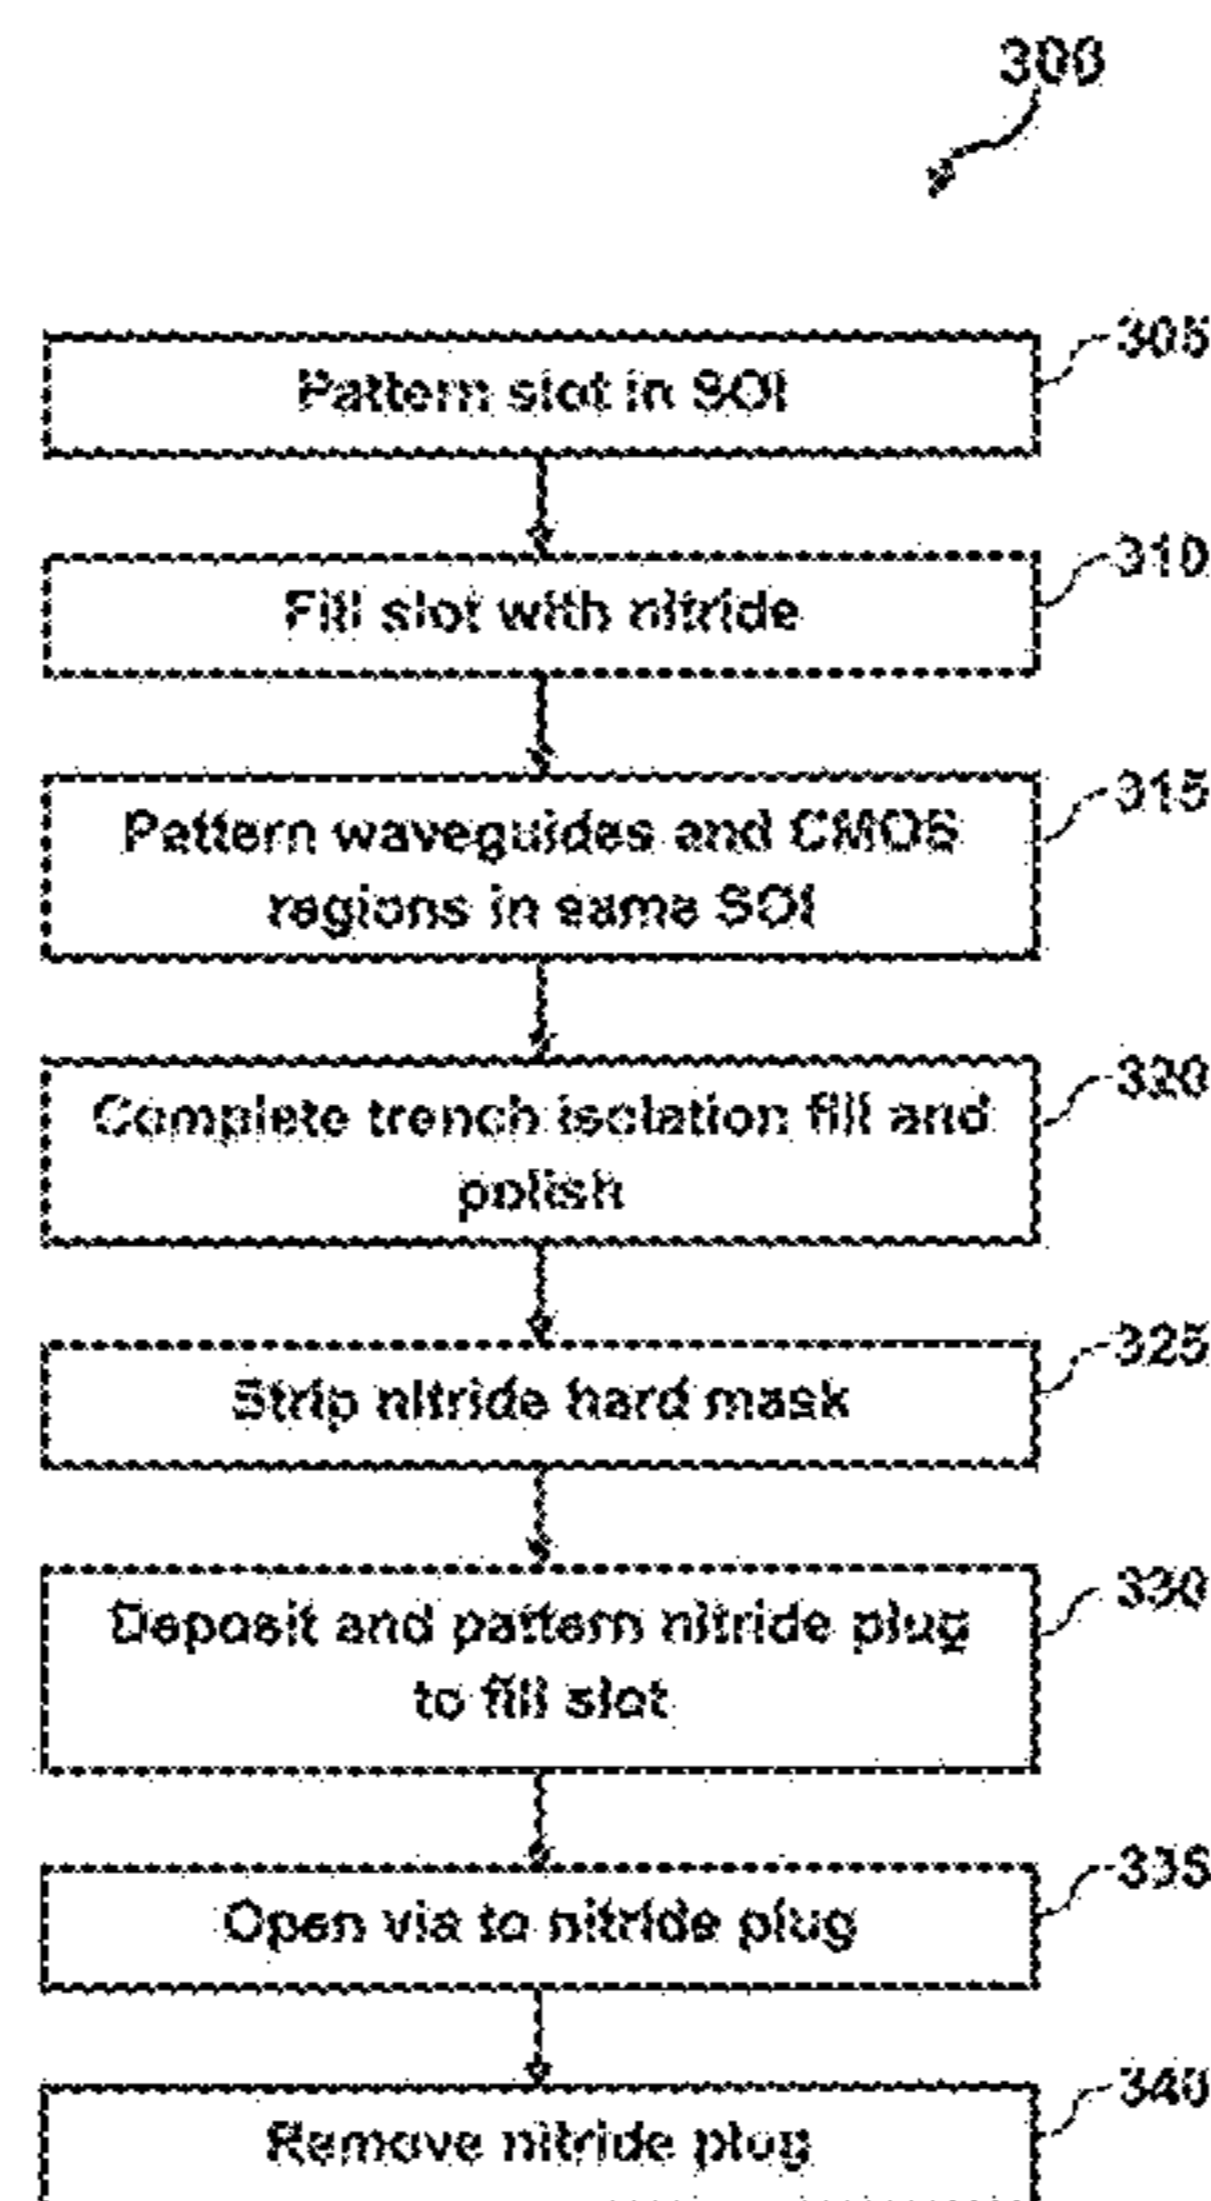 300
Pattern slot in SOI
305
Fill slot with nitride
310
Pattern waveguides and CMOS
regions in same SOI
315
Complete trench isolation fill and
polish
320
Strip nitride hard mask
325
Deposit and pattern nitride plug
to fill slot
330
Open via to nitride plug
335
Remove nitride plug
340